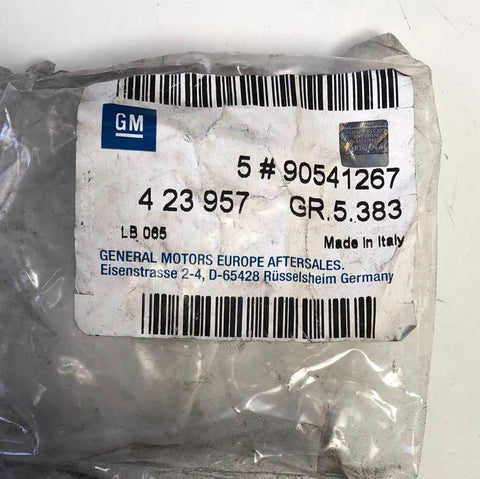 GM
ORIGINAL
5 # 90541267
4 23 957 GR.5.383
LB 065 Made in Italy
GENERAL MOTORS EUROPE AFTERSALES.
Eisenstrasse 2-4, D-65428 Rüsselsheim Germany